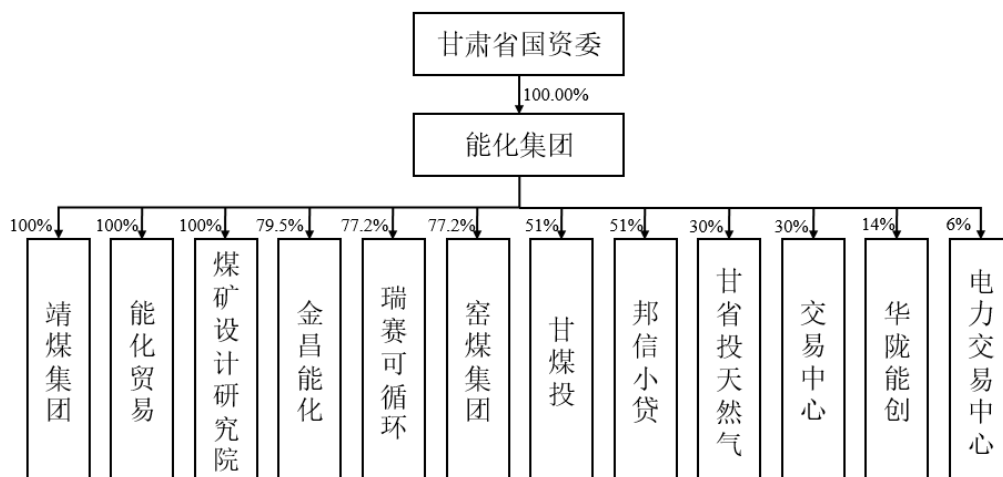 甘肃省国资委
100.00%
能化集团
100%
100%
100%
79.5%
77.2%
77.2%
51%
51%
30%
30%
14%
6%
靖煤集团
能化贸易
煤矿设计研究院
金昌能化
瑞赛可循环
窑煤集团
甘煤投
邦信小贷
甘省投天然气
交易中心
华陇能创
电力交易中心